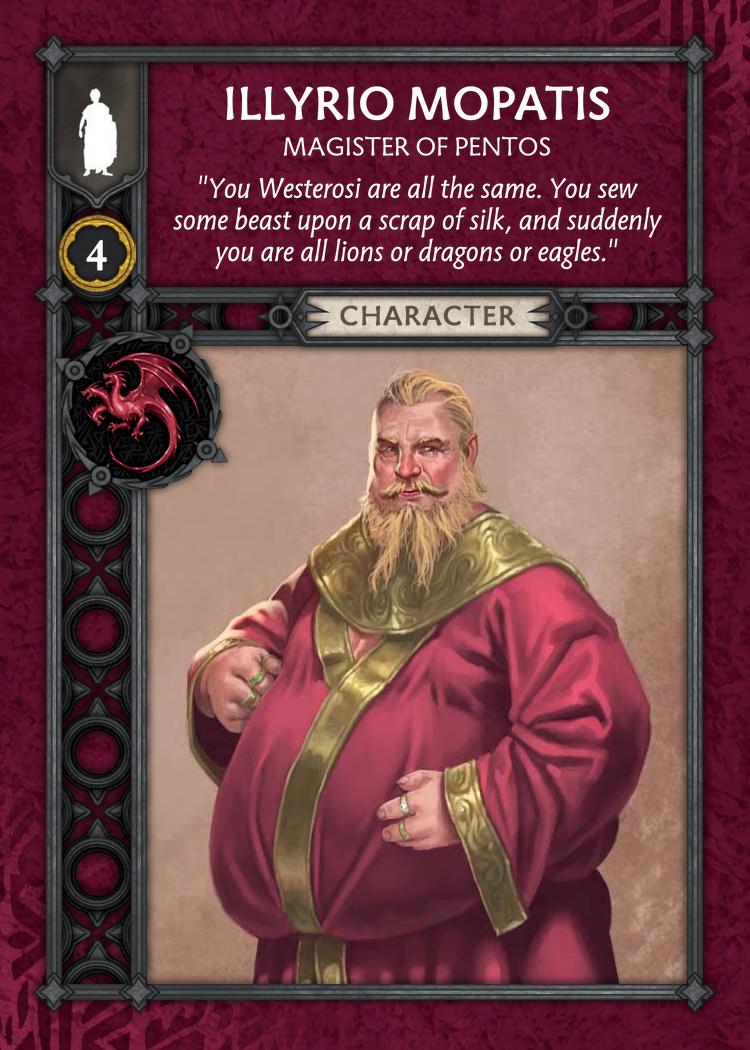 ILLYRIO MOPATIS
MAGISTER OF PENTOS
"You Westerosi are all the same. You sew
some beast upon a scrap of silk, and suddenly
you are all lions or dragons or eagles."
4
CHARACTER